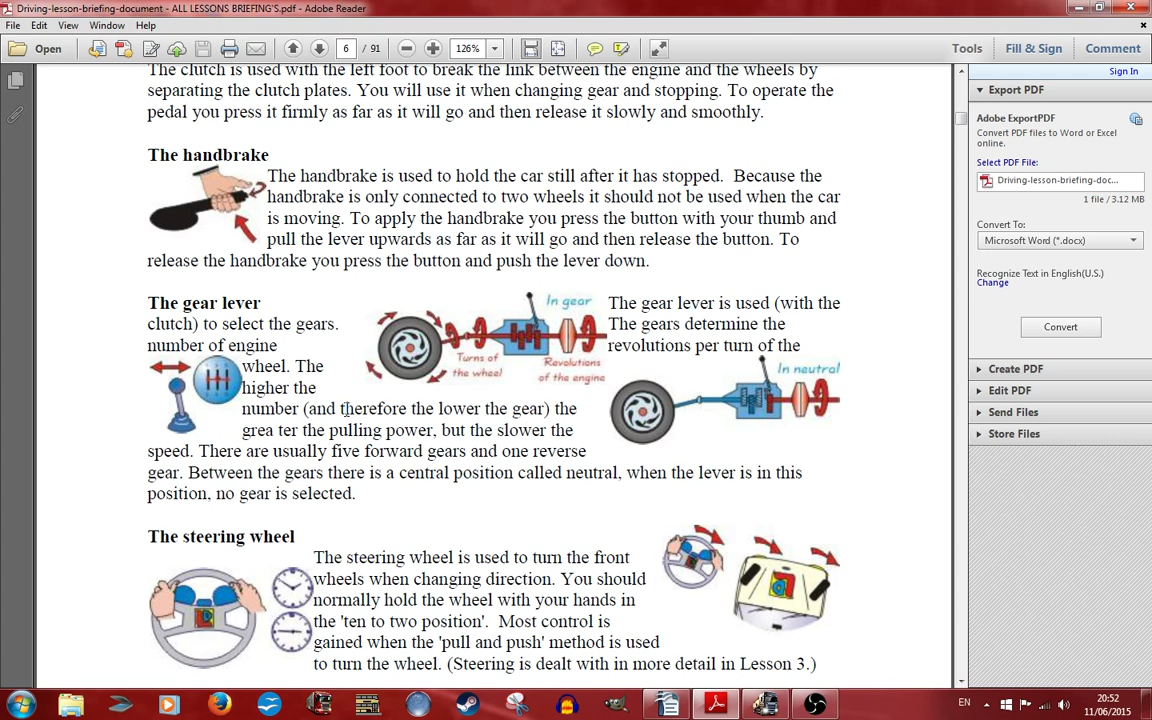 Driving-lesson-briefing-document - ALL LESSONS BRIEFING'S.pdf - Adobe Reader
File Edit View Window Help
Open 6 / 91 126% Tools Fill & Sign Comment
Sign In
The clutch is used with the left foot to break the link between the engine and the wheels by
separating the clutch plates. You will use it when changing gear and stopping. To operate the
pedal you press it firmly as far as it will go and then release it slowly and smoothly.
The handbrake
The handbrake is used to hold the car still after it has stopped. Because the
handbrake is only connected to two wheels it should not be used when the car
is moving. To apply the handbrake you press the button with your thumb and
pull the lever upwards as far as it will go and then release the button. To
release the handbrake you press the button and push the lever down.
The gear lever In gear The gear lever is used (with the
clutch) to select the gears. The gears determine the
number of engine revolutions per turn of the
Turns of
the wheel
Revolutions
of the engine
wheel. The In neutral
higher the
number (and therefore the lower the gear) the
grea ter the pulling power, but the slower the
speed. There are usually five forward gears and one reverse
gear. Between the gears there is a central position called neutral, when the lever is in this
position, no gear is selected.
The steering wheel
The steering wheel is used to turn the front
wheels when changing direction. You should
normally hold the wheel with your hands in
the 'ten to two position'. Most control is
gained when the 'pull and push' method is used
to turn the wheel. (Steering is dealt with in more detail in Lesson 3.)
Export PDF
Adobe ExportPDF
Convert PDF files to Word or Excel
online.
Select PDF File:
Driving-lesson-briefing-doc...
1 file / 3.12 MB
Convert To:
Microsoft Word (*.docx)
Recognize Text in English(U.S.)
Change
Convert
Create PDF
Edit PDF
Send Files
Store Files
EN
20:52
11/06/2015